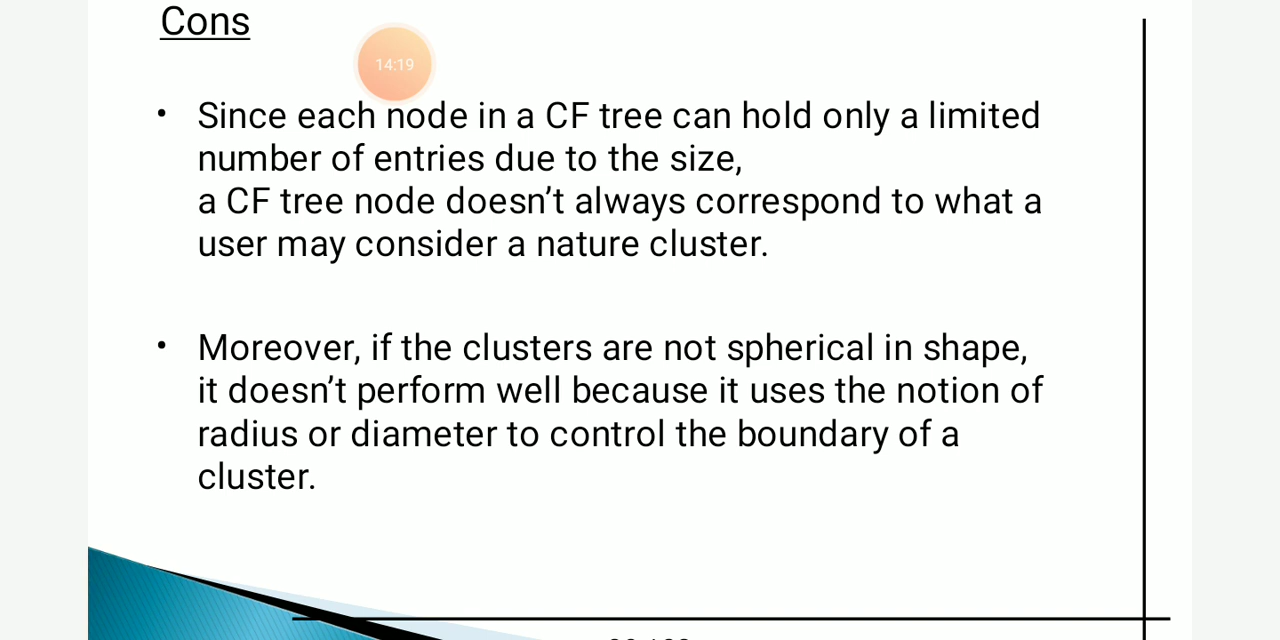 Cons
14:19
• Since each node in a CF tree can hold only a limited
number of entries due to the size,
a CF tree node doesn’t always correspond to what a
user may consider a nature cluster.
• Moreover, if the clusters are not spherical in shape,
it doesn’t perform well because it uses the notion of
radius or diameter to control the boundary of a
cluster.